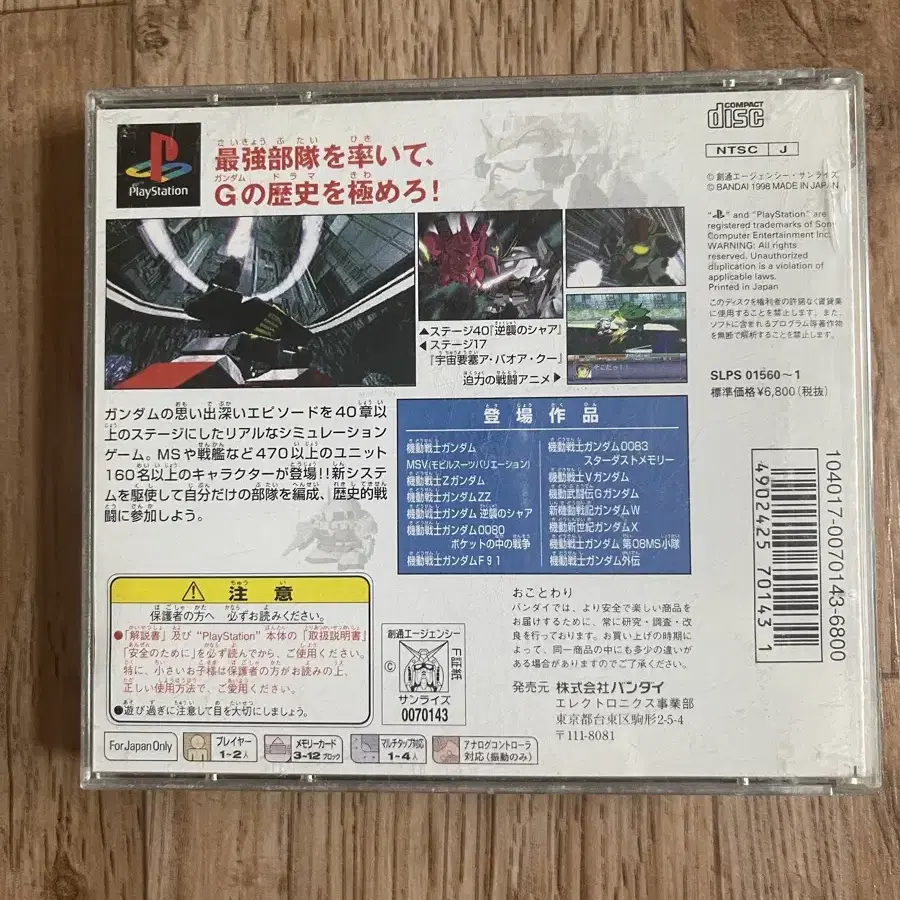 PlayStation
最強部隊を率いて、
Gの歴史を極めろ!
さいきょう ぶたい ひき
ガンダム ドラマ きわ
COMPACT
disc
NTSC J
© 創通エージェンシー・サンライズ
© BANDAI 1998 MADE IN JAPAN
"PS" and "PlayStation" are
registered trademarks of Sony
Computer Entertainment Inc.
WARNING: All rights
reserved. Unauthorized
duplication is a violation of
applicable laws.
Printed in Japan
このディスクを権利者の許諾なく賃貸業
に使用することを禁止します。また、
ソフトに含まれるプログラム等著作物
を無断で解析することを禁止します。
SLPS 01560~1
標準価格¥6,800(税抜)
▲ステージ40『逆襲のシャア』
◀ステージ17
『宇宙要塞ア・バオア・クー』
迫力の戦闘アニメ▶
ガンダムの思い出深いエピソードを40章以
上のステージにしたリアルなシミュレーション
ゲーム。MSや戦艦など470以上のユニット
160名以上のキャラクターが登場!!新システ
ムを駆使して自分だけの部隊を編成、歴史的戦
闘に参加しよう。
登場作品
機動戦士ガンダム
MSV(モビルスーツバリエーション)
機動戦士Zガンダム
機動戦士ガンダムZZ
機動戦士ガンダム 逆襲のシャア
機動戦士ガンダム0080
ポケットの中の戦争
機動戦士ガンダムF91
機動戦士ガンダム0083
スターダストメモリー
機動戦士Vガンダム
機動武闘伝Gガンダム
新機動戦記ガンダムW
機動新世紀ガンダムX
機動戦士ガンダム 第08MS小隊
機動戦士ガンダム外伝
104017-0070143-6800
4902425 70143 1
注意
保護者の方へ 必ずお読みください。
●「解説書」及び"PlayStation"本体の「取扱説明書」
「安全のために」を必ず読んでから、ご使用ください。
特に、小さいお子様は保護者の方がお読みの上、
正しい使用方法で、ご愛用ください。
●遊び過ぎに注意して目を大切にしましょう。
創通エージェンシー
©
F証紙
サンライズ
0070143
おことわり
バンダイでは、より安全で楽しい商品を
お届けするために、常に研究・調査・改
良を行っております。お買い上げの時期によ
って、同一商品の中にも多少の違いが
ある場合がありますのでご了承ください。
発売元 株式会社バンダイ
エレクトロニクス事業部
東京都台東区駒形2-5-4
〒111-8081
For Japan Only
プレイヤー
1~2人
メモリーカード
3~12ブロック
マルチタップ対応
1~4人
アナログコントローラ
対応(振動のみ)